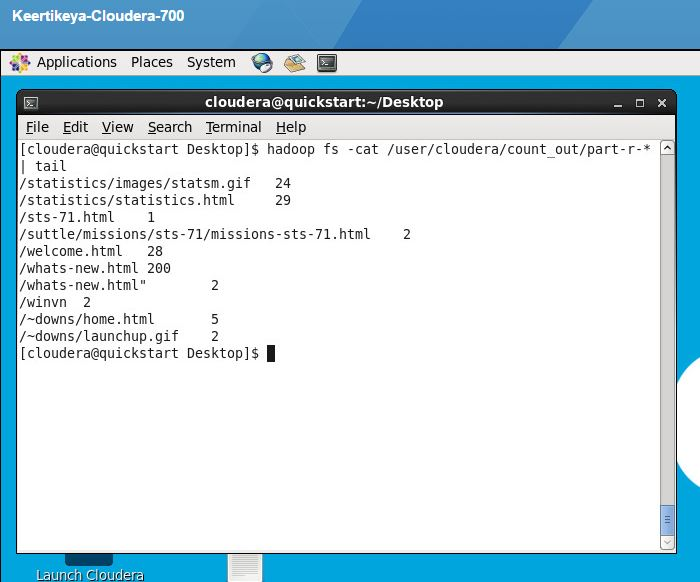 Keertikeya-Cloudera-700
Applications Places System
cloudera@quickstart:~/Desktop
File Edit View Search Terminal Help
[cloudera@quickstart Desktop]$ hadoop fs -cat /user/cloudera/count_out/part-r-*
| tail
/statistics/images/statsm.gif 24
/statistics/statistics.html 29
/sts-71.html 1
/suttle/missions/sts-71/missions-sts-71.html 2
/welcome.html 28
/whats-new.html 200
/whats-new.html" 2
/winvn 2
/~downs/home.html 5
/~downs/launchup.gif 2
[cloudera@quickstart Desktop]$
Launch Cloudera